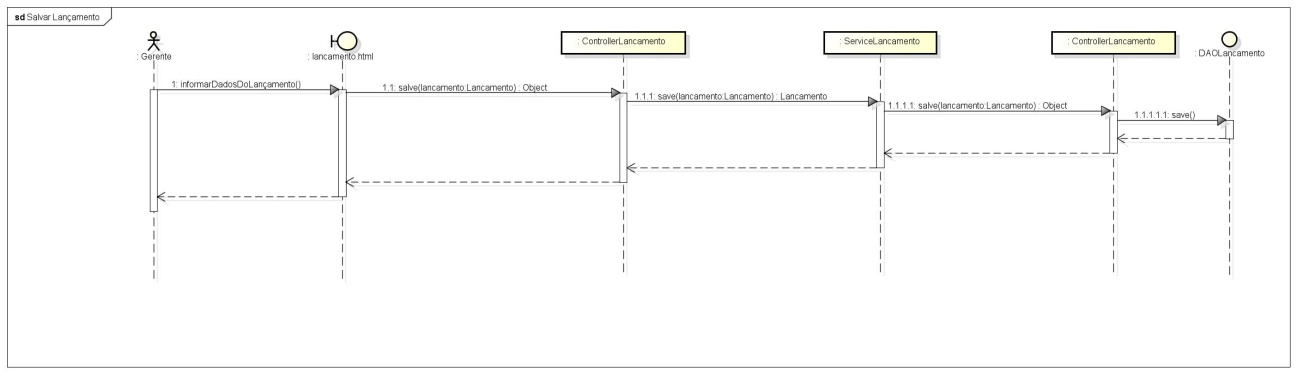 sd Salvar Lançamento
: Gerente
: lancamento.html
: ControllerLancamento
: ServiceLancamento
: ControllerLancamento
: DAOLancamento
1: informarDadosDoLançamento()
1.1: salve(lancamento:Lancamento) : Object
1.1.1: save(lancamento:Lancamento) : Lancamento
1.1.1.1: salve(lancamento:Lancamento) : Object
1.1.1.1.1: save()